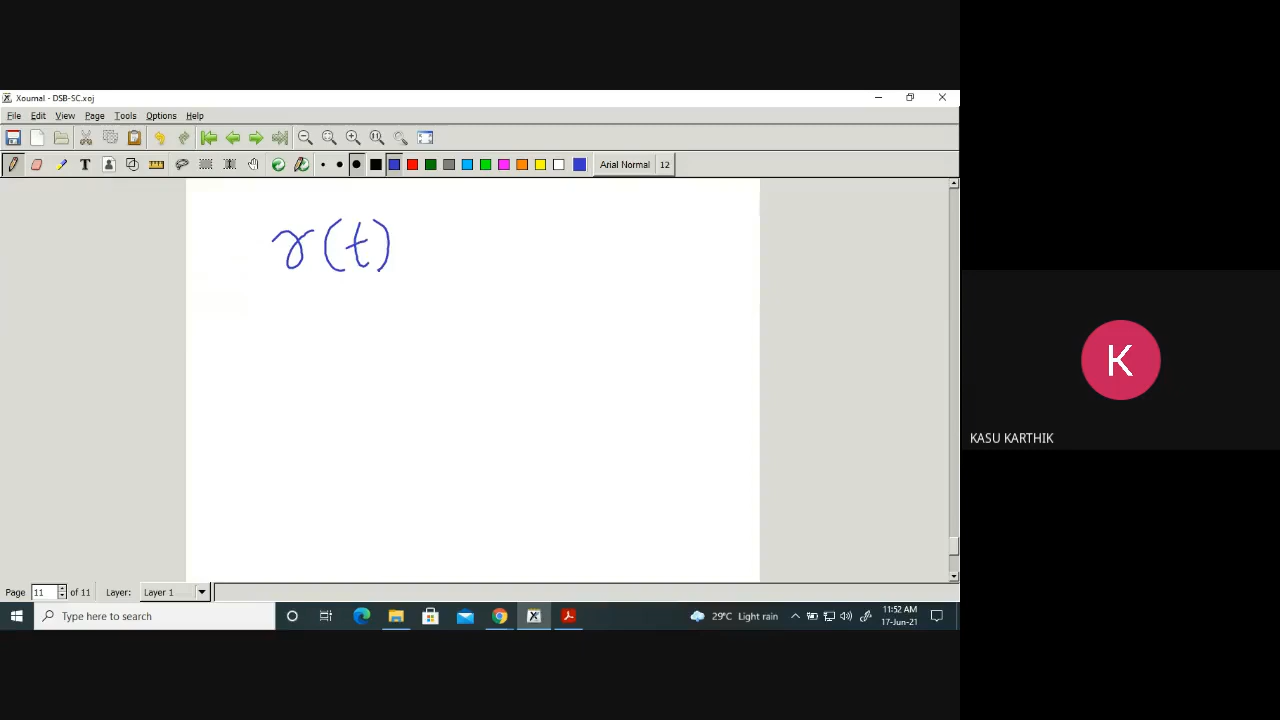 Xournal - DSB-SC.xoj
File Edit View Page Tools Options Help
T Arial Normal 12
γ(t)
K
KASU KARTHIK
Page 11 of 11 Layer: Layer 1
Type here to search
29°C Light rain
11:52 AM
17-Jun-21